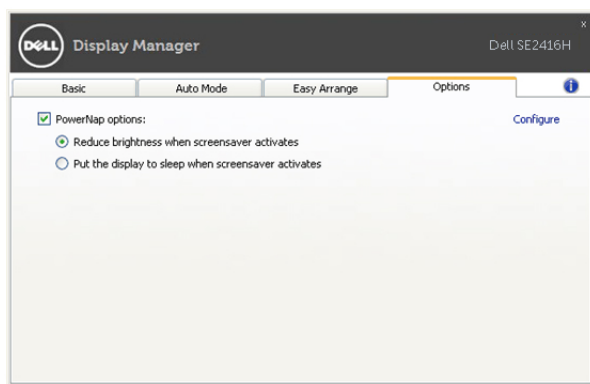 DELL Display Manager
Dell SE2416H
x
Basic
Auto Mode
Easy Arrange
Options
i
PowerNap options:
Configure
Reduce brightness when screensaver activates
Put the display to sleep when screensaver activates